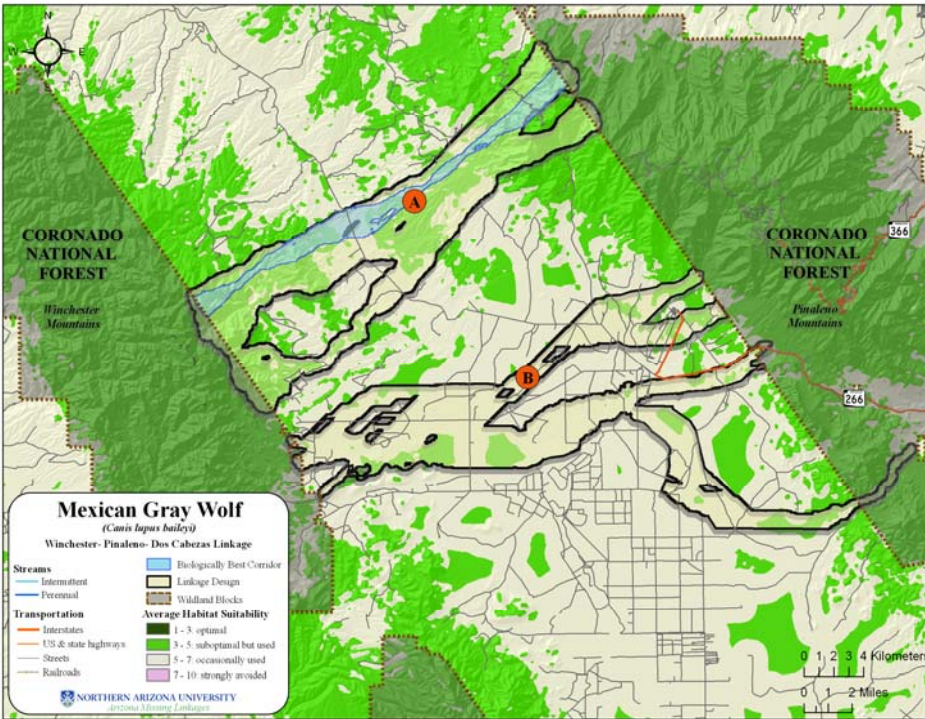 N
W
E
S
A
366
CORONADO
NATIONAL
FOREST
CORONADO
NATIONAL
FOREST
Winchester
Mountains
Pinaleno
Mountains
B
266
Mexican Gray Wolf
(Canis lupus baileyi)
Winchester- Pinaleno- Dos Cabezas Linkage
Streams
Intermittent
Perennial
Transportation
Interstates
US & state highways
Streets
Railroads
Biologically Best Corridor
Linkage Design
Wildland Blocks
Average Habitat Suitability
1 - 3: optimal
3 - 5: suboptimal but used
5 - 7: occasionally used
7 - 10: strongly avoided
NORTHERN ARIZONA UNIVERSITY
Arizona Missing Linkages
0 1 2 3 4 Kilometers
0 1 2 Miles